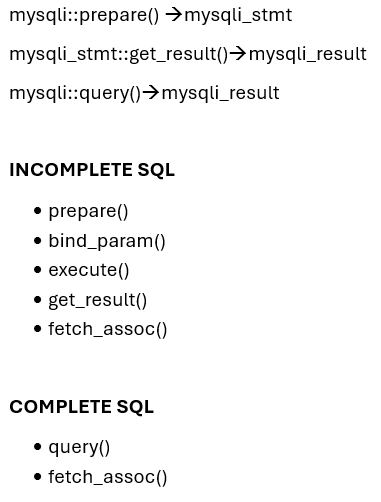 mysqli::prepare() →mysqli_stmt
mysqli_stmt::get_result()→mysqli_result
mysqli::query()→mysqli_result
INCOMPLETE SQL
• prepare()
• bind_param()
• execute()
• get_result()
• fetch_assoc()
COMPLETE SQL
• query()
• fetch_assoc()